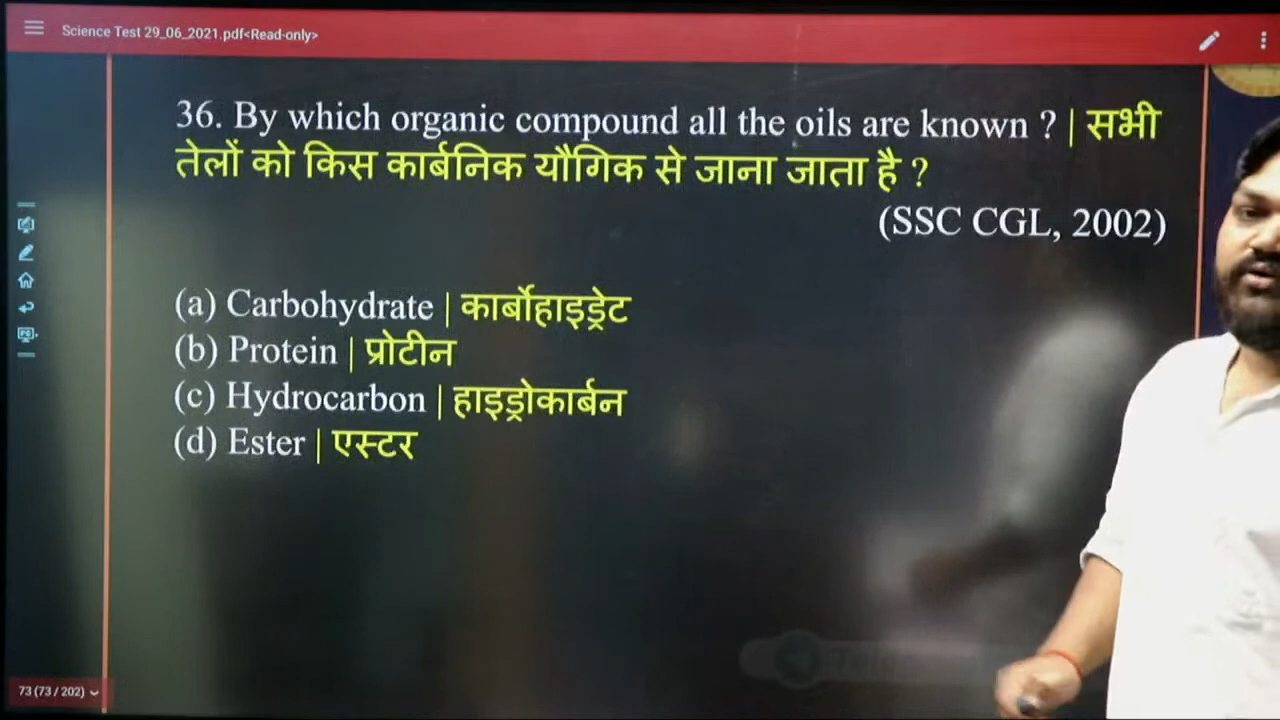 Science Test 29_06_2021.pdf<Read-only>
36. By which organic compound all the oils are known ? | सभी
तेलों को किस कार्बनिक यौगिक से जाना जाता है ?
(SSC CGL, 2002)
(a) Carbohydrate | कार्बोहाइड्रेट
(b) Protein | प्रोटीन
(c) Hydrocarbon | हाइड्रोकार्बन
(d) Ester | एस्टर
73 (73 / 202)